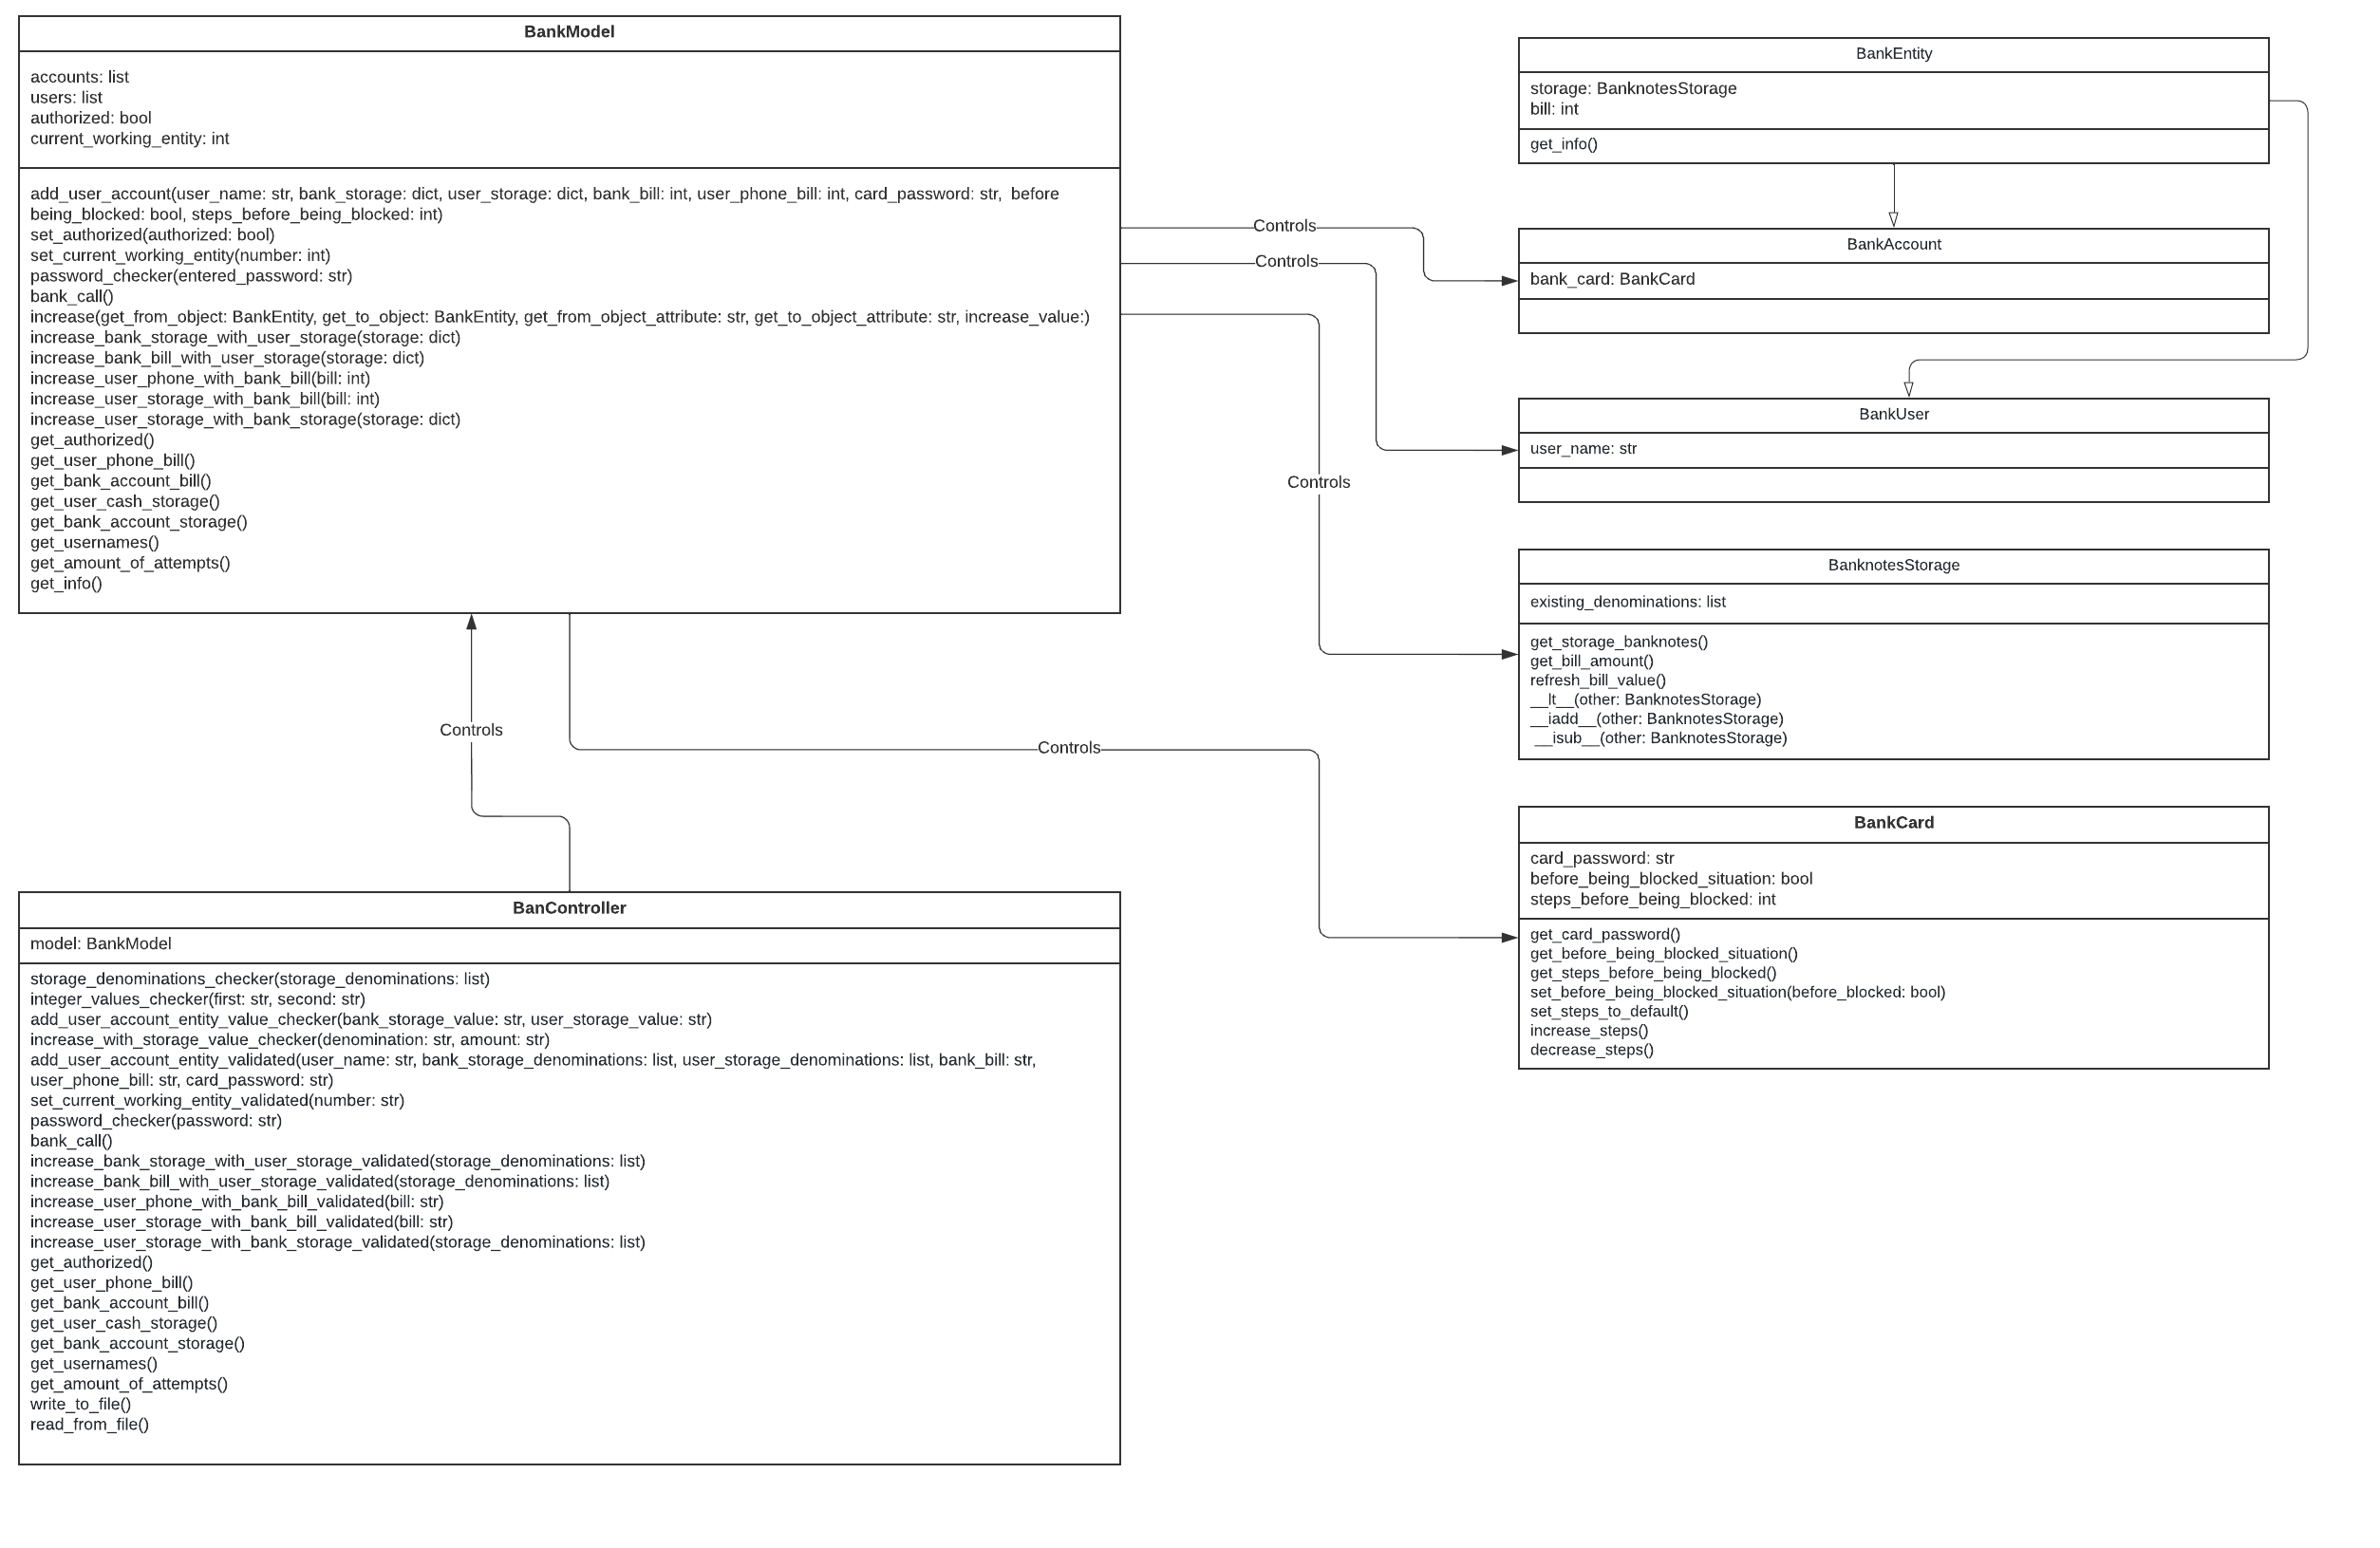 BankModel
accounts: list
users: list
authorized: bool
current_working_entity: int
add_user_account(user_name: str, bank_storage: dict, user_storage: dict, bank_bill: int, user_phone_bill: int, card_password: str,  before
being_blocked: bool, steps_before_being_blocked: int)
set_authorized(authorized: bool)
set_current_working_entity(number: int)
password_checker(entered_password: str)
bank_call()
increase(get_from_object: BankEntity, get_to_object: BankEntity, get_from_object_attribute: str, get_to_object_attribute: str, increase_value:)
increase_bank_storage_with_user_storage(storage: dict)
increase_bank_bill_with_user_storage(storage: dict)
increase_user_phone_with_bank_bill(bill: int)
increase_user_storage_with_bank_bill(bill: int)
increase_user_storage_with_bank_storage(storage: dict)
get_authorized()
get_user_phone_bill()
get_bank_account_bill()
get_user_cash_storage()
get_bank_account_storage()
get_usernames()
get_amount_of_attempts()
get_info()
Controls
Controls
Controls
Controls
Controls
BankEntity
storage: BanknotesStorage
bill: int
get_info()
BankAccount
bank_card: BankCard
BankUser
user_name: str
BanknotesStorage
existing_denominations: list
get_storage_banknotes()
get_bill_amount()
refresh_bill_value()
__lt__(other: BanknotesStorage)
__iadd__(other: BanknotesStorage)
__isub__(other: BanknotesStorage)
BankCard
card_password: str
before_being_blocked_situation: bool
steps_before_being_blocked: int
get_card_password()
get_before_being_blocked_situation()
get_steps_before_being_blocked()
set_before_being_blocked_situation(before_blocked: bool)
set_steps_to_default()
increase_steps()
decrease_steps()
BanController
model: BankModel
storage_denominations_checker(storage_denominations: list)
integer_values_checker(first: str, second: str)
add_user_account_entity_value_checker(bank_storage_value: str, user_storage_value: str)
increase_with_storage_value_checker(denomination: str, amount: str)
add_user_account_entity_validated(user_name: str, bank_storage_denominations: list, user_storage_denominations: list, bank_bill: str,
user_phone_bill: str, card_password: str)
set_current_working_entity_validated(number: str)
password_checker(password: str)
bank_call()
increase_bank_storage_with_user_storage_validated(storage_denominations: list)
increase_bank_bill_with_user_storage_validated(storage_denominations: list)
increase_user_phone_with_bank_bill_validated(bill: str)
increase_user_storage_with_bank_bill_validated(bill: str)
increase_user_storage_with_bank_storage_validated(storage_denominations: list)
get_authorized()
get_user_phone_bill()
get_bank_account_bill()
get_user_cash_storage()
get_bank_account_storage()
get_usernames()
get_amount_of_attempts()
write_to_file()
read_from_file()